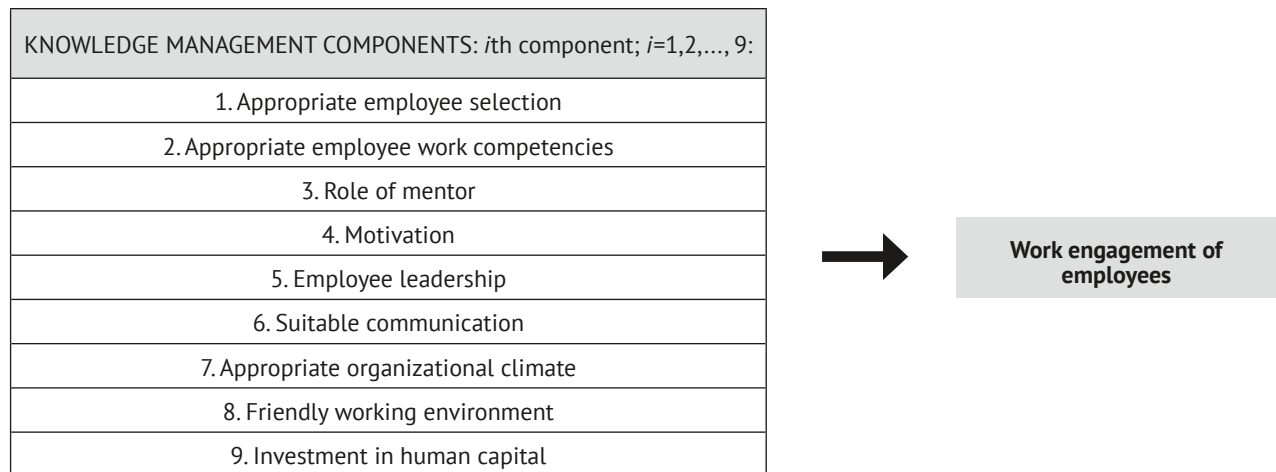 KNOWLEDGE MANAGEMENT COMPONENTS: ith component; i=1,2,..., 9:
1. Appropriate employee selection
2. Appropriate employee work competencies
3. Role of mentor
4. Motivation
5. Employee leadership
6. Suitable communication
7. Appropriate organizational climate
8. Friendly working environment
9. Investment in human capital
Work engagement of
employees